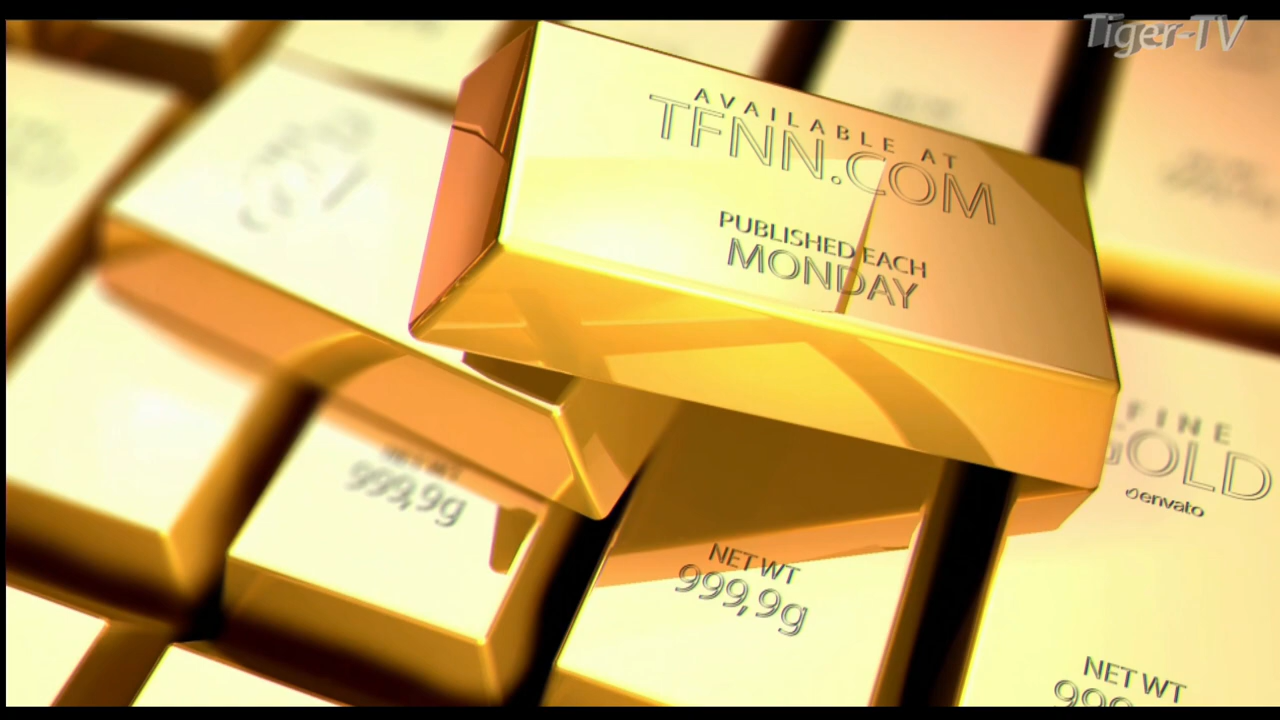 Tiger-TV
AVAILABLE AT
TFNN.COM
PUBLISHED EACH
MONDAY
FINE
GOLD
envato
NET WT
999,9g
NET WT
999,9g
NET WT